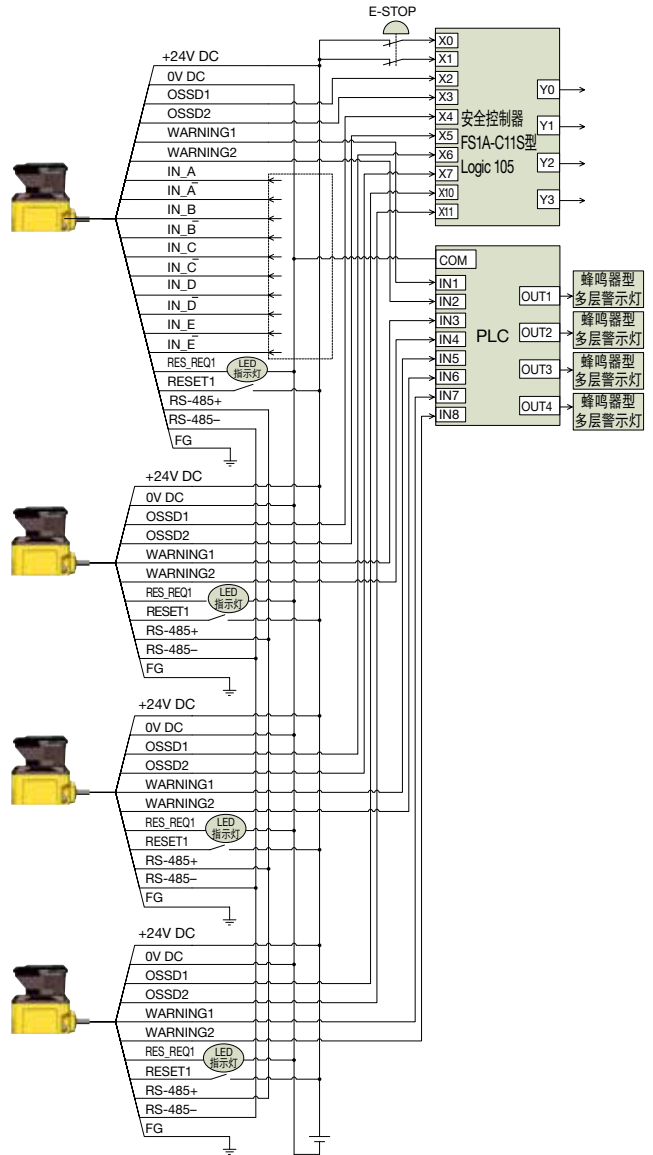 E-STOP
+24V DC
0V DC
OSSD1
OSSD2
WARNING1
WARNING2
IN_A
IN_A̅
IN_B
IN_B̅
IN_C
IN_C̅
IN_D
IN_D̅
IN_E
IN_E̅
RES_REQ1
LED
指示灯
RESET1
RS-485+
RS-485–
FG
X0
X1
X2
X3
X4
X5
X6
X7
X10
X11
安全控制器
FS1A-C11S型
Logic 105
Y0
Y1
Y2
Y3
COM
IN1
IN2
IN3
IN4
IN5
IN6
IN7
IN8
PLC
OUT1
OUT2
OUT3
OUT4
蜂鸣器型
多层警示灯
蜂鸣器型
多层警示灯
蜂鸣器型
多层警示灯
蜂鸣器型
多层警示灯
+24V DC
0V DC
OSSD1
OSSD2
WARNING1
WARNING2
RES_REQ1
LED
指示灯
RESET1
RS-485+
RS-485–
FG
+24V DC
0V DC
OSSD1
OSSD2
WARNING1
WARNING2
RES_REQ1
LED
指示灯
RESET1
RS-485+
RS-485–
FG
+24V DC
0V DC
OSSD1
OSSD2
WARNING1
WARNING2
RES_REQ1
LED
指示灯
RESET1
RS-485+
RS-485–
FG